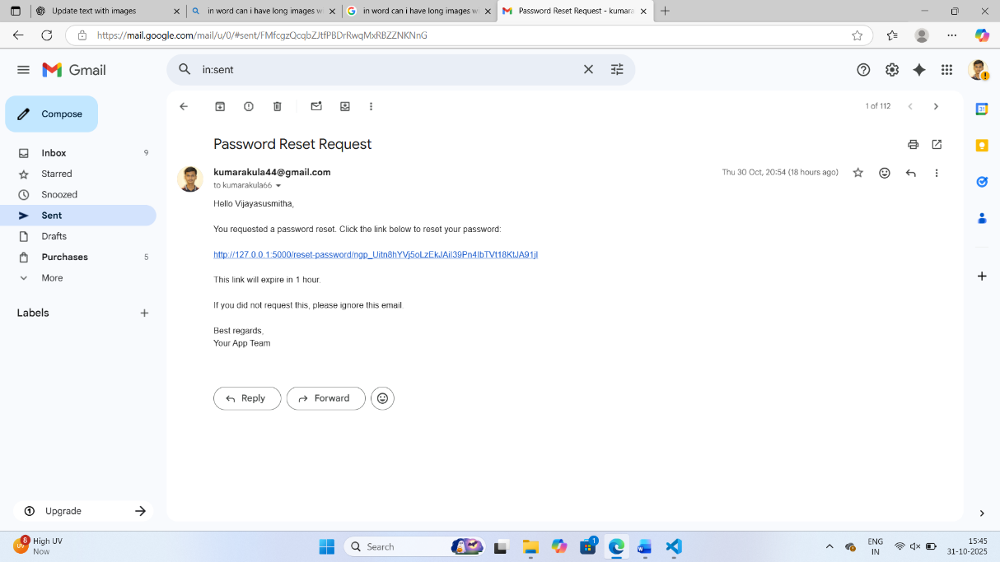 Update text with images
in word can i have long images w
in word can i have long images w
Password Reset Request - kumara
https://mail.google.com/mail/u/0/#sent/FMfcgzQcqbZJtfPBDrRwqMxRBZZNKNnG
Gmail
in:sent
Compose
1 of 112
Inbox 9
Starred
Snoozed
Sent
Drafts
Purchases 5
More
Labels
Password Reset Request
kumarakula44@gmail.com
Thu 30 Oct, 20:54 (18 hours ago)
to kumarakula66
Hello Vijayasusmitha,
You requested a password reset. Click the link below to reset your password:
http://127.0.0.1:5000/reset-password/
This link will expire in 1 hour.
If you did not request this, please ignore this email.
Best regards,
Your App Team
Reply
Forward
Upgrade
31
8
High UV
Now
Search
1
ENG
IN
15:45
31-10-2025